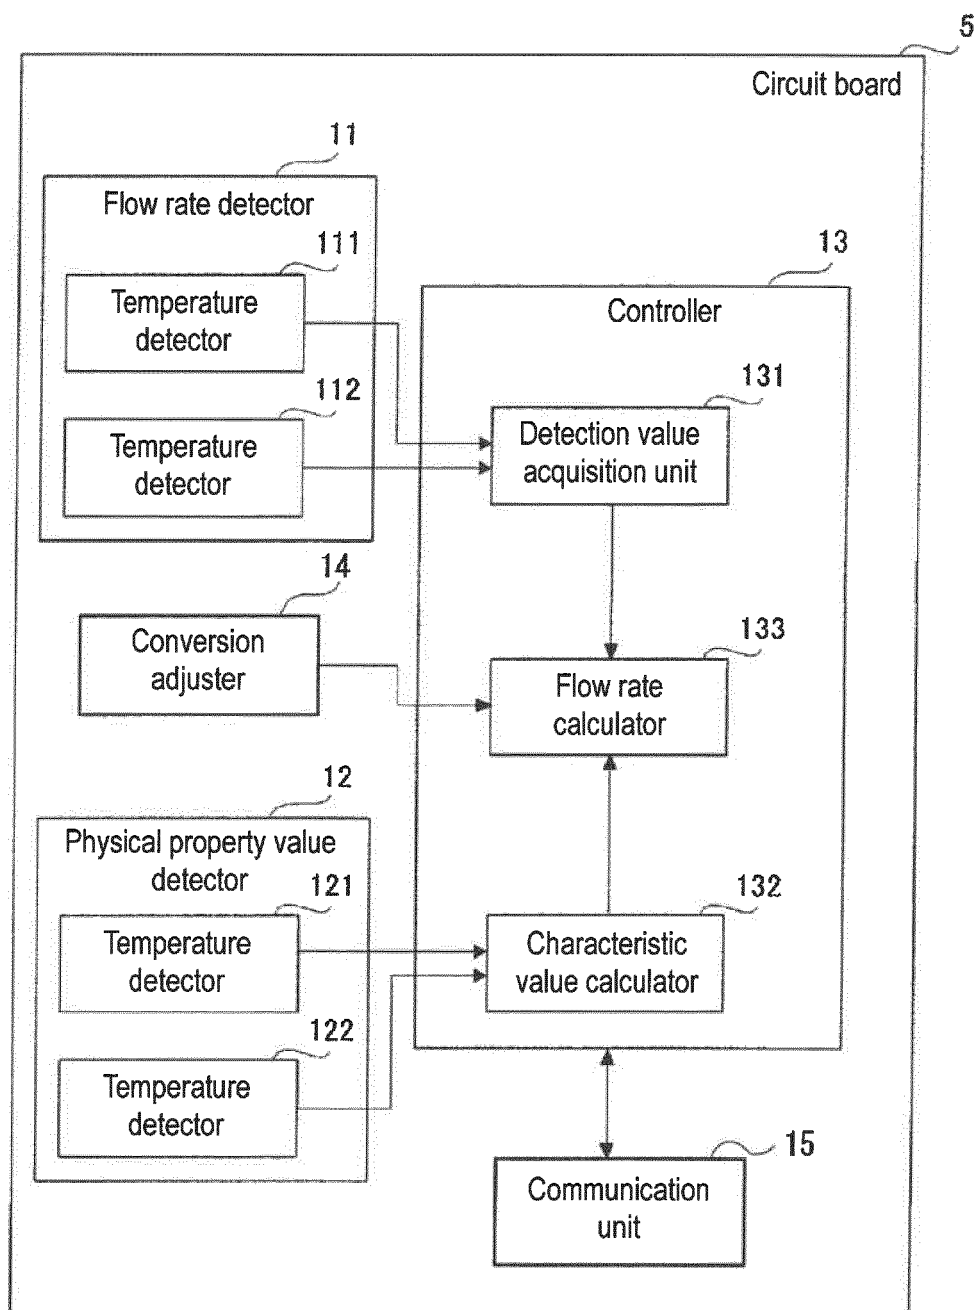 5
Circuit board
11
Flow rate detector
111
Temperature
detector
112
Temperature
detector
13
Controller
131
Detection value
acquisition unit
14
Conversion
adjuster
133
Flow rate
calculator
12
Physical property value
detector
121
Temperature
detector
122
Temperature
detector
132
Characteristic
value calculator
15
Communication
unit